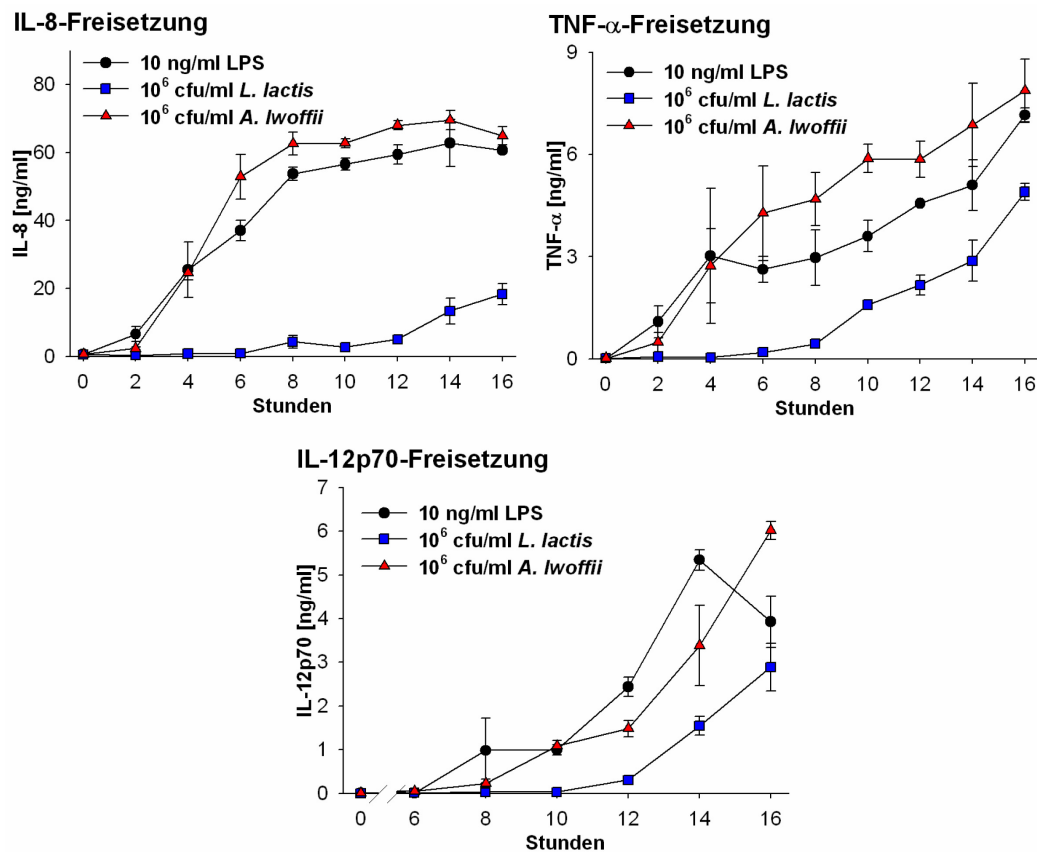 IL-8-Freisetzung
10 ng/ml LPS
10⁶ cfu/ml L. lactis
10⁶ cfu/ml A. lwoffii
IL-8 [ng/ml]
80
60
40
20
0
0 2 4 6 8 10 12 14 16
Stunden
TNF-α-Freisetzung
10 ng/ml LPS
10⁶ cfu/ml L. lactis
10⁶ cfu/ml A. lwoffii
TNF-α [ng/ml]
9
6
3
0
0 2 4 6 8 10 12 14 16
Stunden
IL-12p70-Freisetzung
10 ng/ml LPS
10⁶ cfu/ml L. lactis
10⁶ cfu/ml A. lwoffii
IL-12p70 [ng/ml]
7
6
5
4
3
2
1
0
0 6 8 10 12 14 16
Stunden